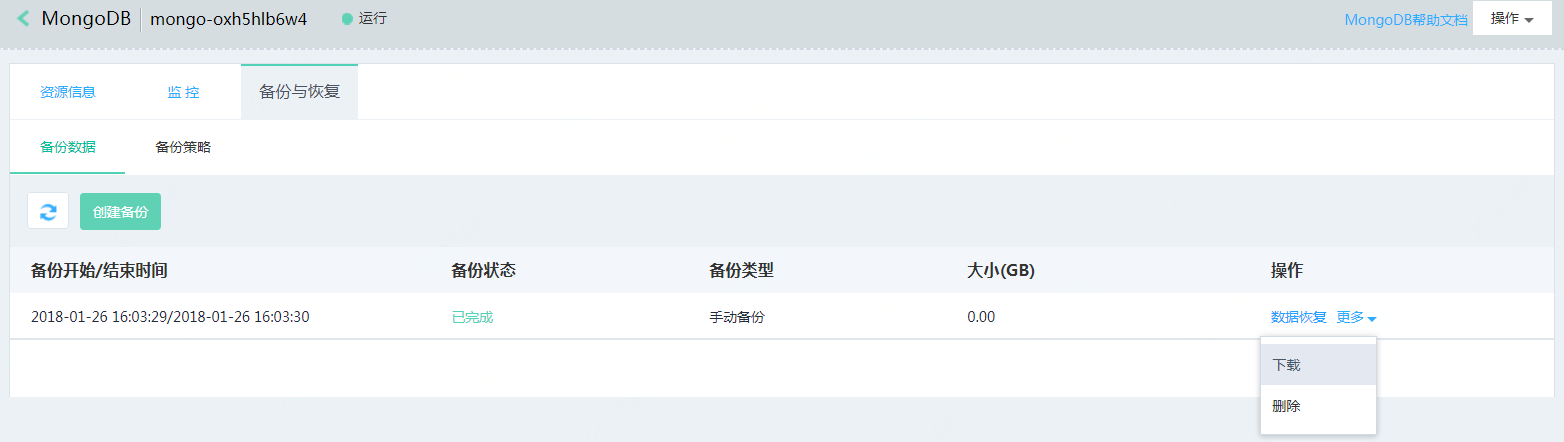 MongoDB mongo-oxh5hlb6w4 运行 MongoDB帮助文档 操作
资源信息 监 控 备份与恢复
备份数据 备份策略
创建备份
备份开始/结束时间 备份状态 备份类型 大小(GB) 操作
2018-01-26 16:03:29/2018-01-26 16:03:30 已完成 手动备份 0.00 数据恢复 更多
下载
删除